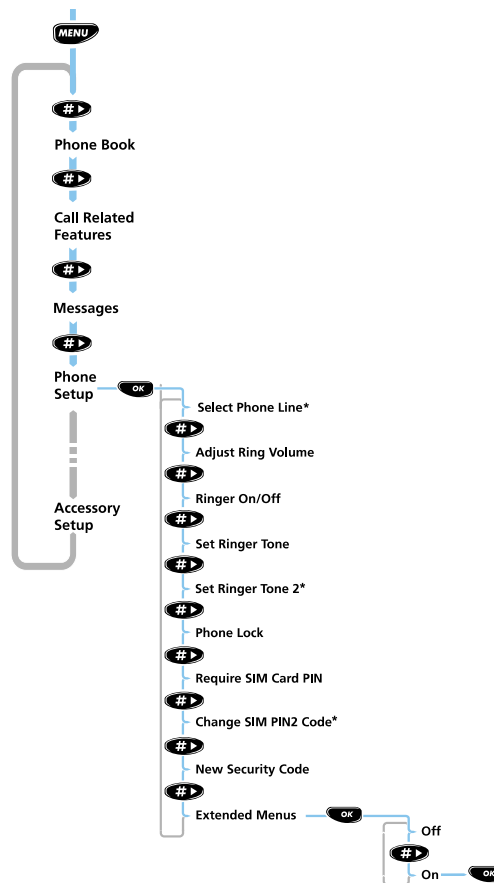 MENU
#
Phone Book
#
Call Related
Features
#
Messages
#
Phone
Setup
OK
Select Phone Line*
#
Adjust Ring Volume
#
Ringer On/Off
#
Set Ringer Tone
#
Set Ringer Tone 2*
#
Phone Lock
#
Require SIM Card PIN
#
Change SIM PIN2 Code*
#
New Security Code
#
Extended Menus
OK
Off
#
On
OK
Accessory
Setup